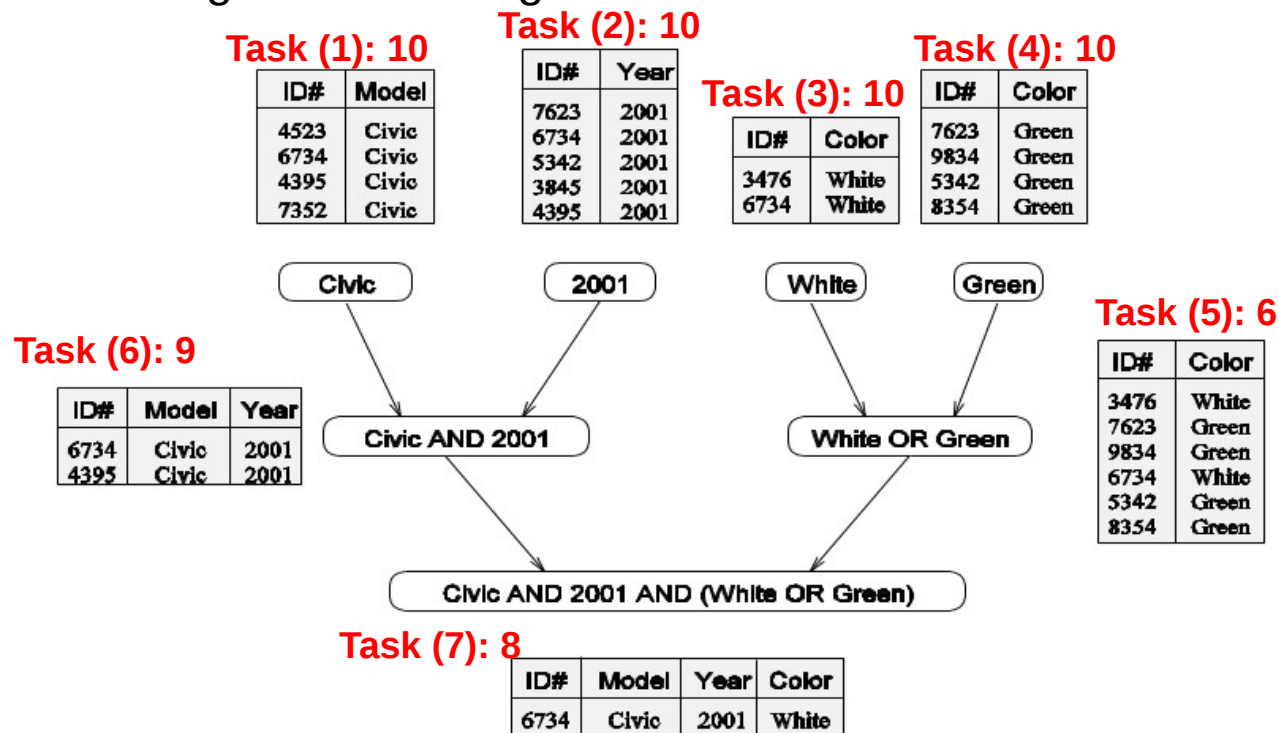 Task (1): 10
ID# Model
4523 Civic
6734 Civic
4395 Civic
7352 Civic
Task (2): 10
ID# Year
7623 2001
6734 2001
5342 2001
3845 2001
4395 2001
Task (3): 10
ID# Color
3476 White
6734 White
Task (4): 10
ID# Color
7623 Green
9834 Green
5342 Green
8354 Green
Civic
2001
White
Green
Task (5): 6
ID# Color
3476 White
7623 Green
9834 Green
6734 White
5342 Green
8354 Green
Task (6): 9
ID# Model Year
6734 Civic 2001
4395 Civic 2001
Civic AND 2001
White OR Green
Civic AND 2001 AND (White OR Green)
Task (7): 8
ID# Model Year Color
6734 Civic 2001 White